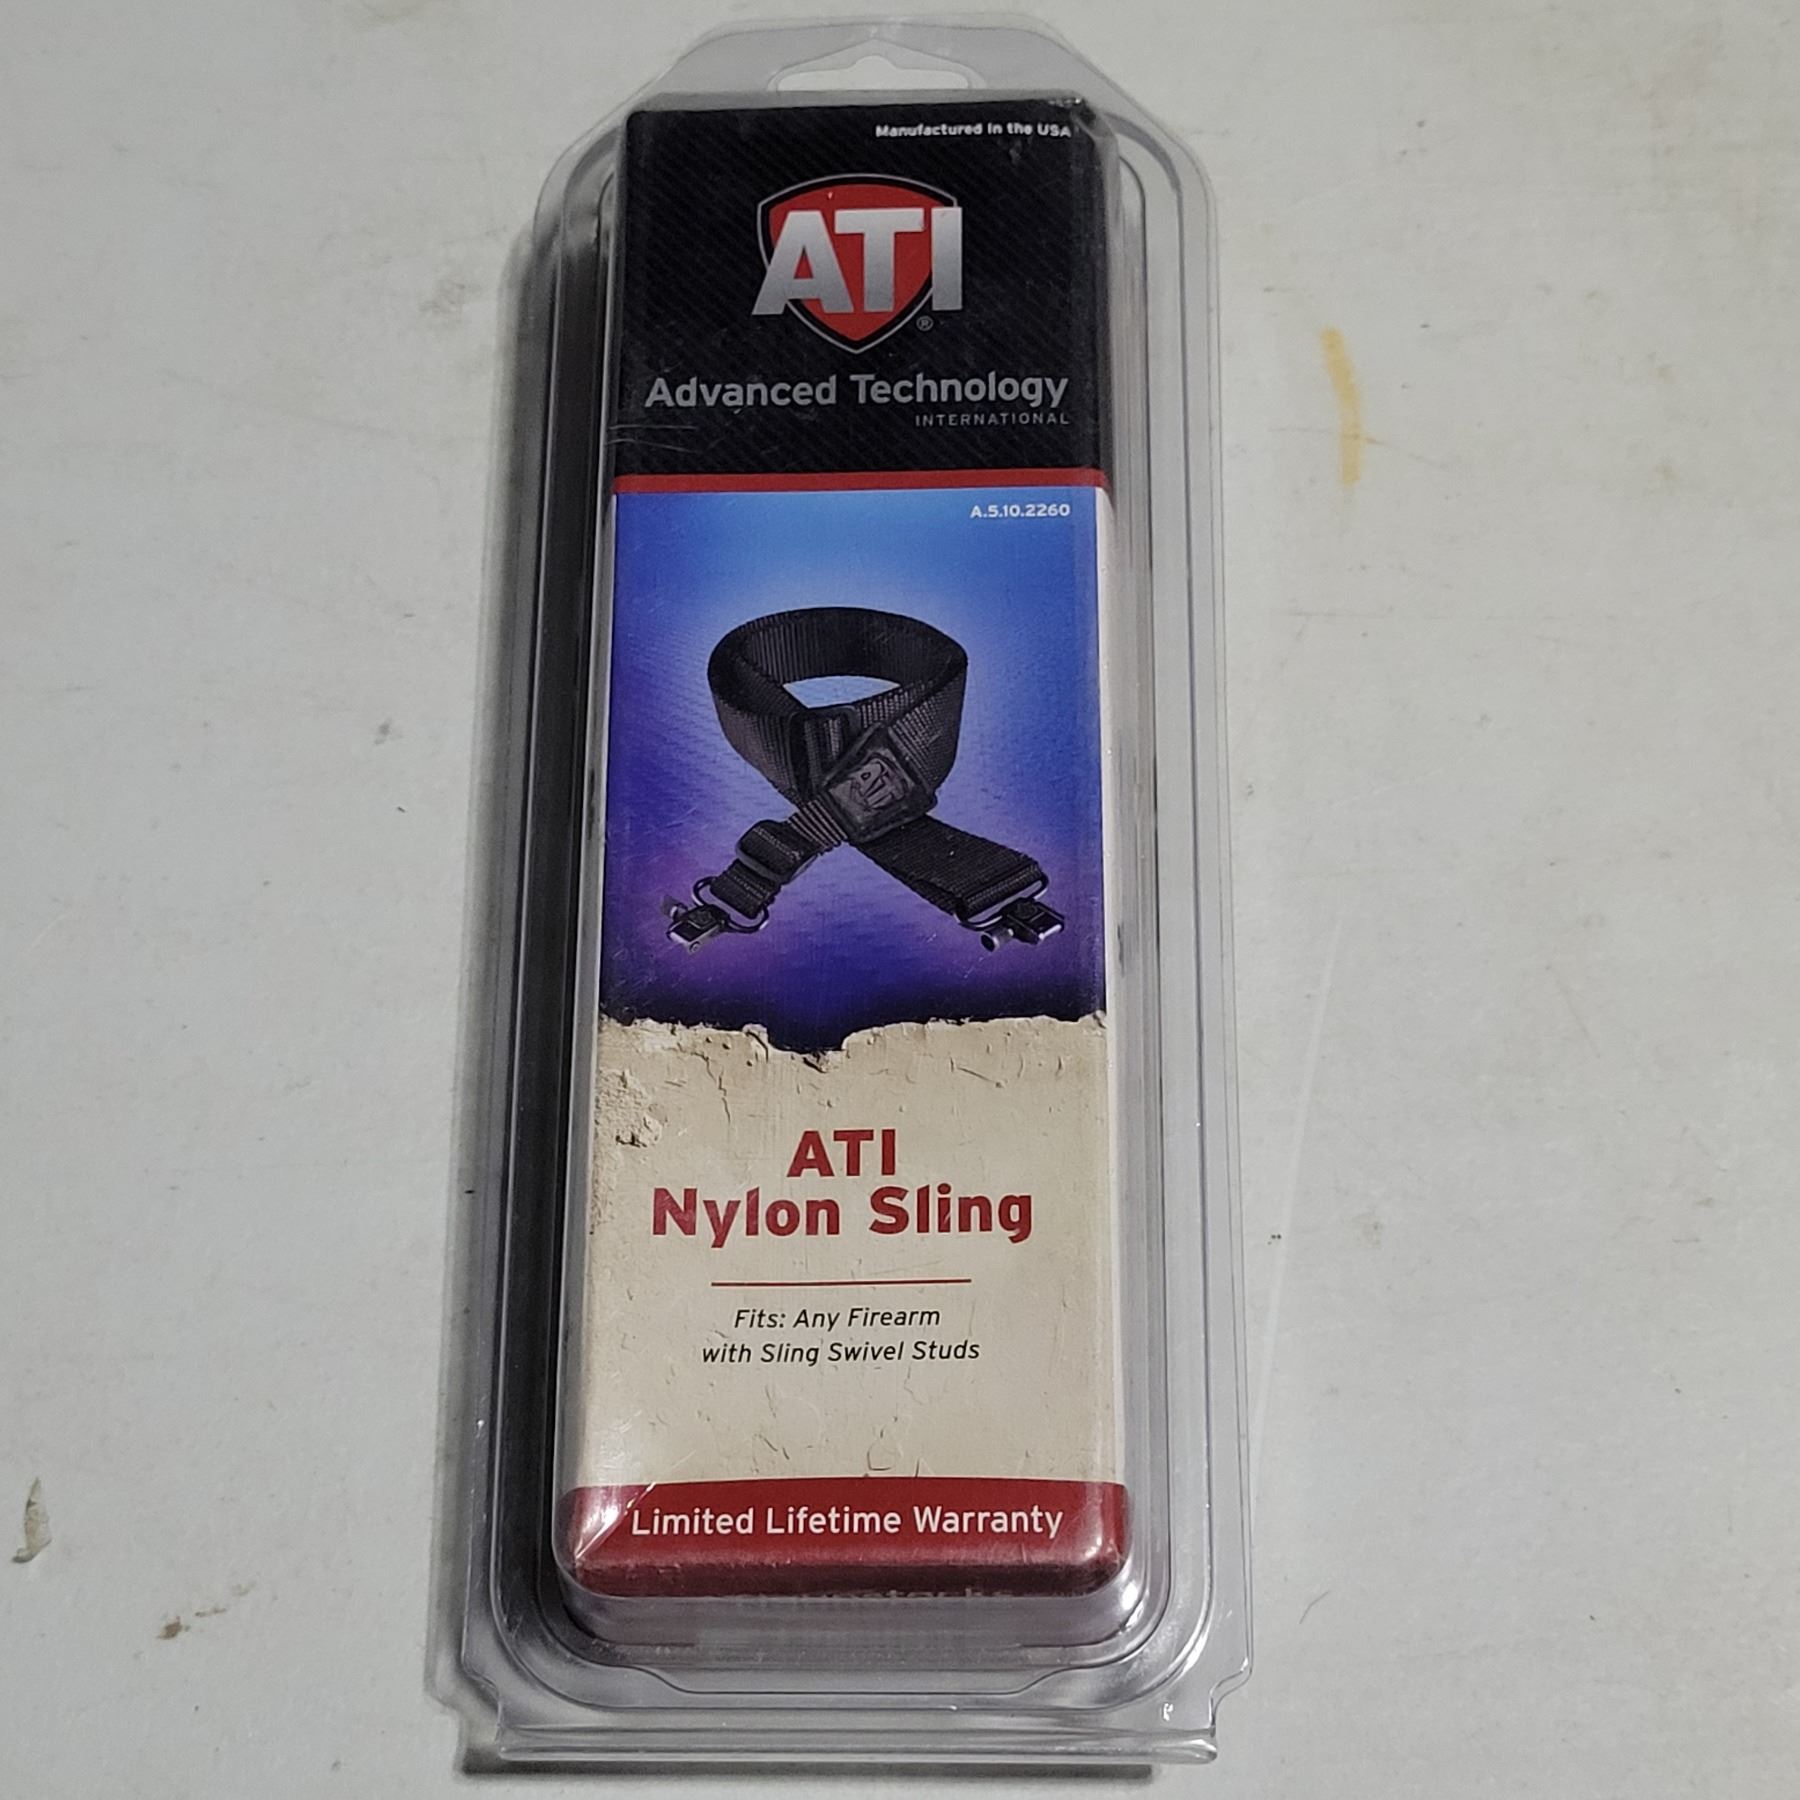 Manufactured in the USA
ATI
®
Advanced Technology
INTERNATIONAL
A.5.10.2260
ATI
ATI
Nylon Sling
Fits: Any Firearm
with Sling Swivel Studs
Limited Lifetime Warranty